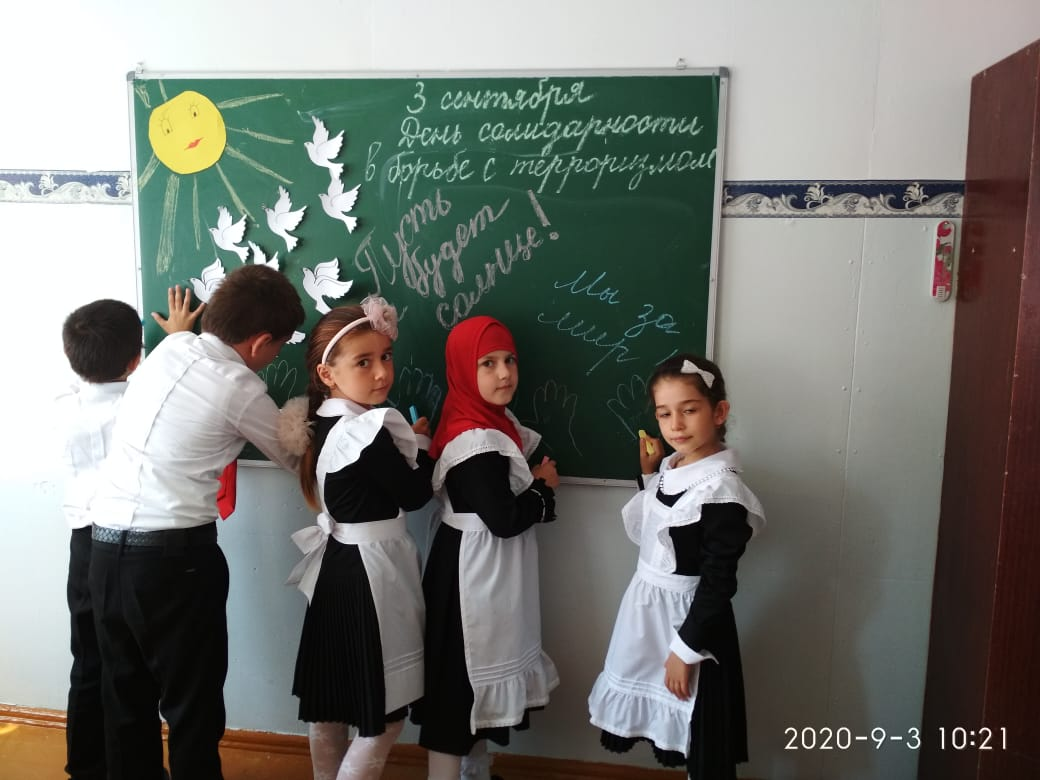 3 сентября
День солидарности
в борьбе с терроризмом
Пусть
будет
солнце!
Мы за
мир!
2020-9-3 10:21